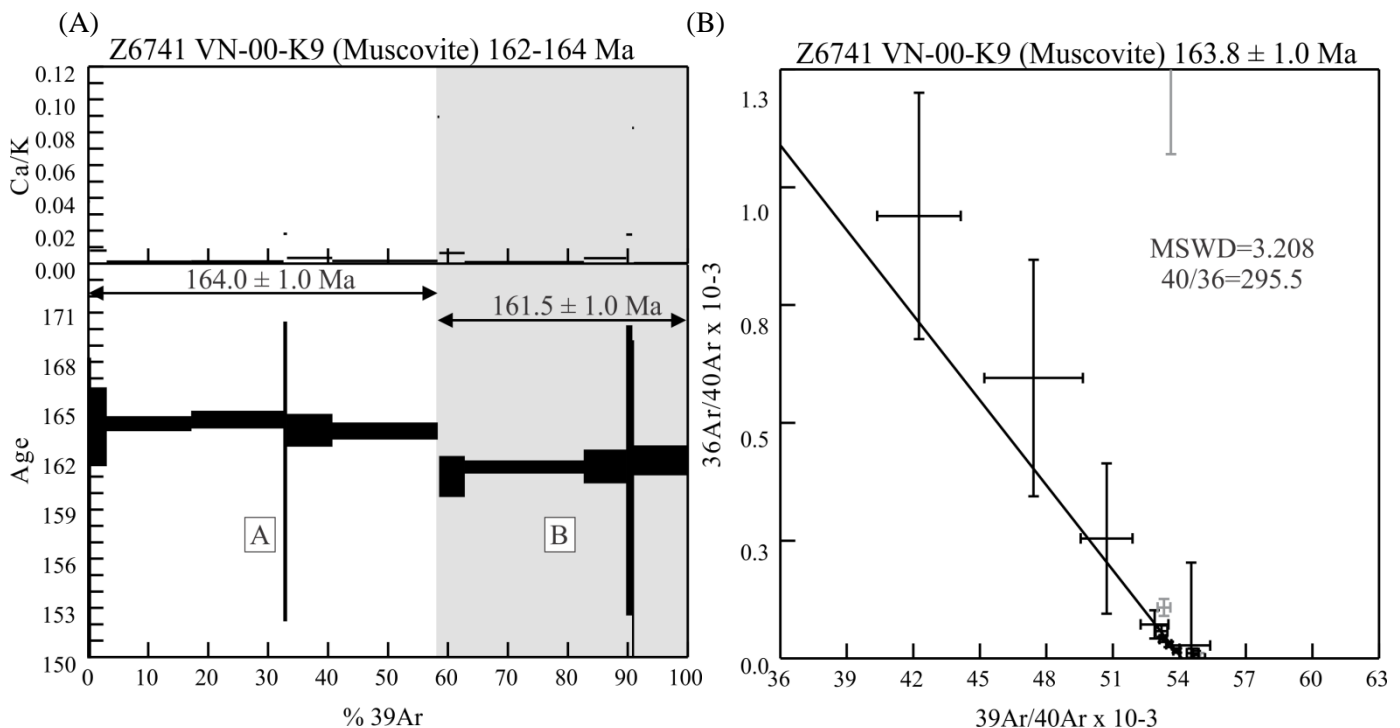 (A)
Z6741 VN-00-K9 (Muscovite) 162-164 Ma
0.12
0.10
0.08
0.06
0.04
0.02
0.00
Ca/K
164.0 ± 1.0 Ma
161.5 ± 1.0 Ma
171
168
165
162
159
156
153
150
Age
A
B
0 10 20 30 40 50 60 70 80 90 100
% 39Ar
(B)
Z6741 VN-00-K9 (Muscovite) 163.8 ± 1.0 Ma
1.3
1.0
0.8
0.5
0.3
0.0
36Ar/40Ar x 10-3
MSWD=3.208
40/36=295.5
36 39 42 45 48 51 54 57 60 63
39Ar/40Ar x 10-3